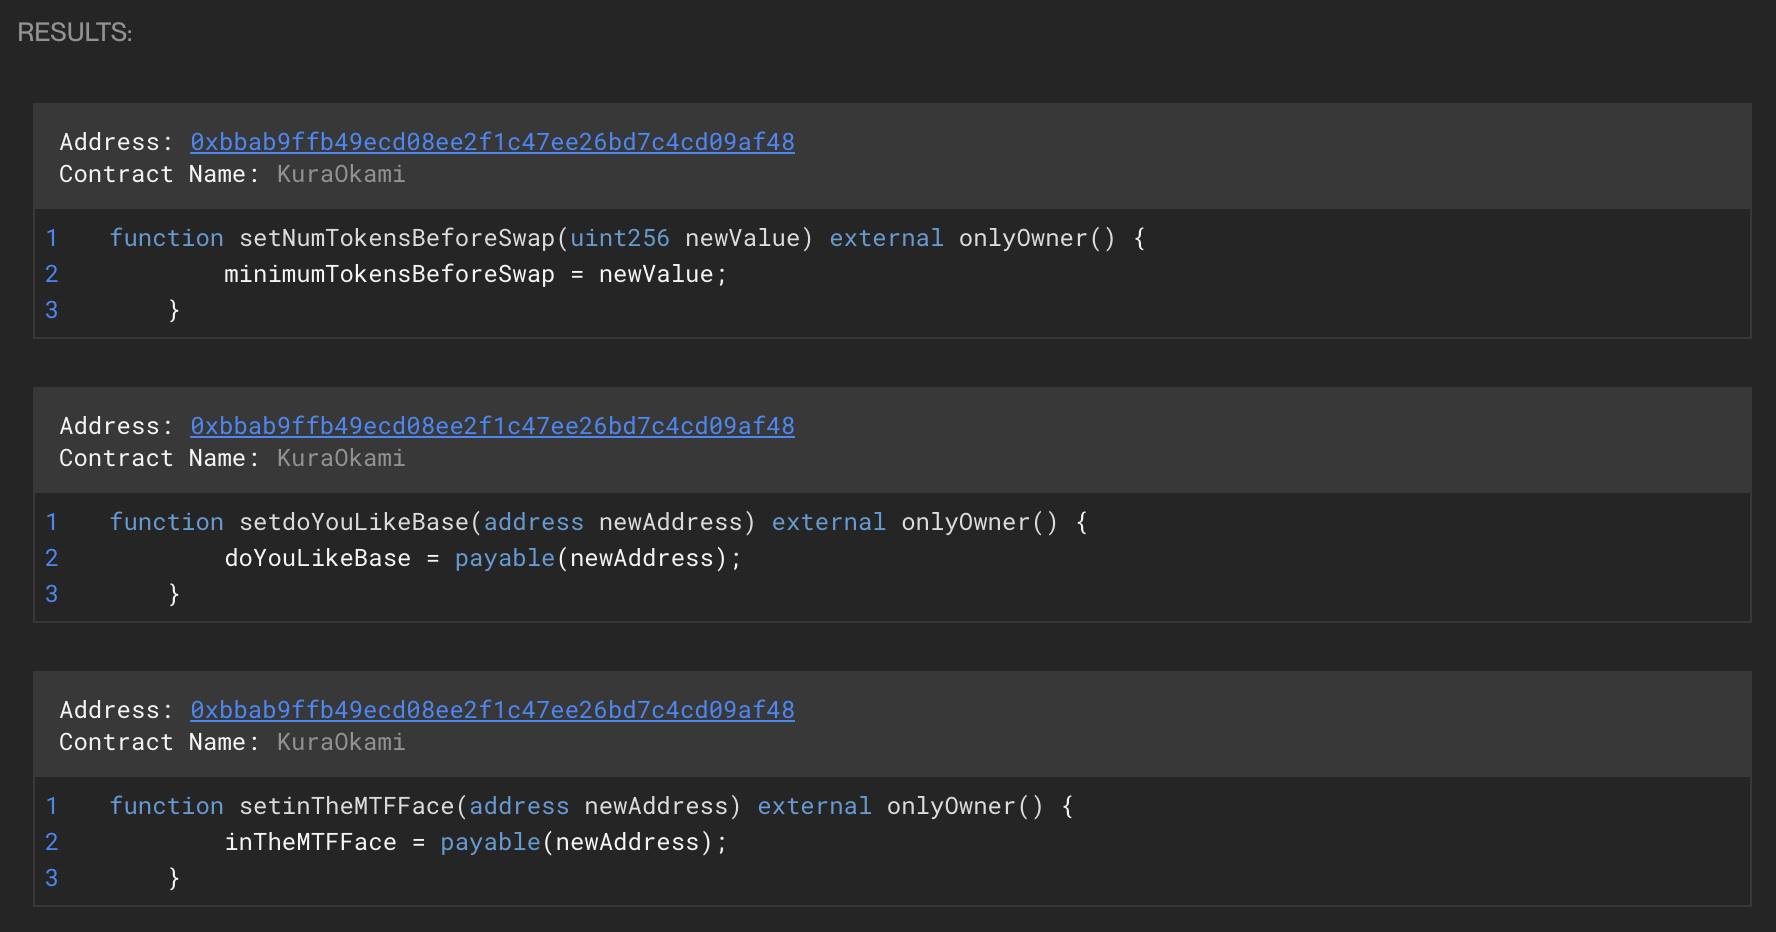 RESULTS:
Address: 0xbbab9ffb49ecd08ee2f1c47ee26bd7c4cd09af48
Contract Name: KuraOkami
1 function setNumTokensBeforeSwap(uint256 newValue) external onlyOwner() {
2 minimumTokensBeforeSwap = newValue;
3 }
Address: 0xbbab9ffb49ecd08ee2f1c47ee26bd7c4cd09af48
Contract Name: KuraOkami
1 function setdoYouLikeBase(address newAddress) external onlyOwner() {
2 doYouLikeBase = payable(newAddress);
3 }
Address: 0xbbab9ffb49ecd08ee2f1c47ee26bd7c4cd09af48
Contract Name: KuraOkami
1 function setinTheMTFFace(address newAddress) external onlyOwner() {
2 inTheMTFFace = payable(newAddress);
3 }